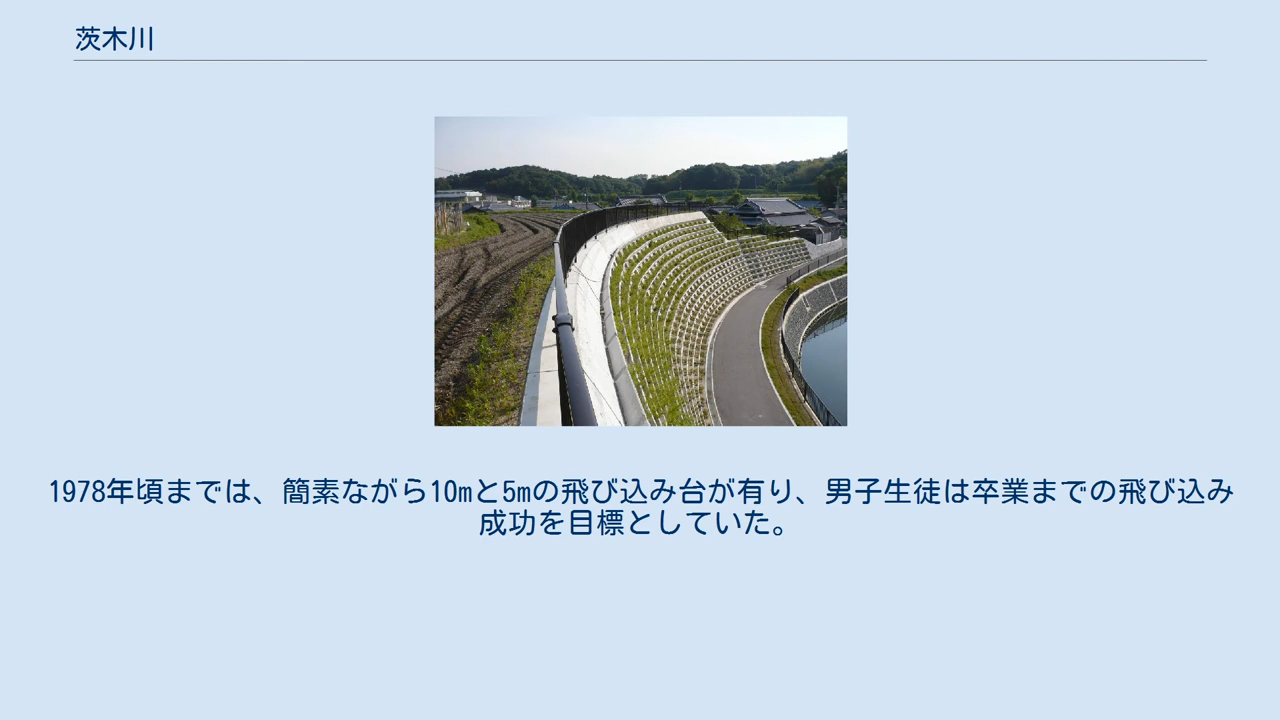 茨木川
1978年頃までは、簡素ながら10mと5mの飛び込み台が有り、男子生徒は卒業までの飛び込み
成功を目標としていた。